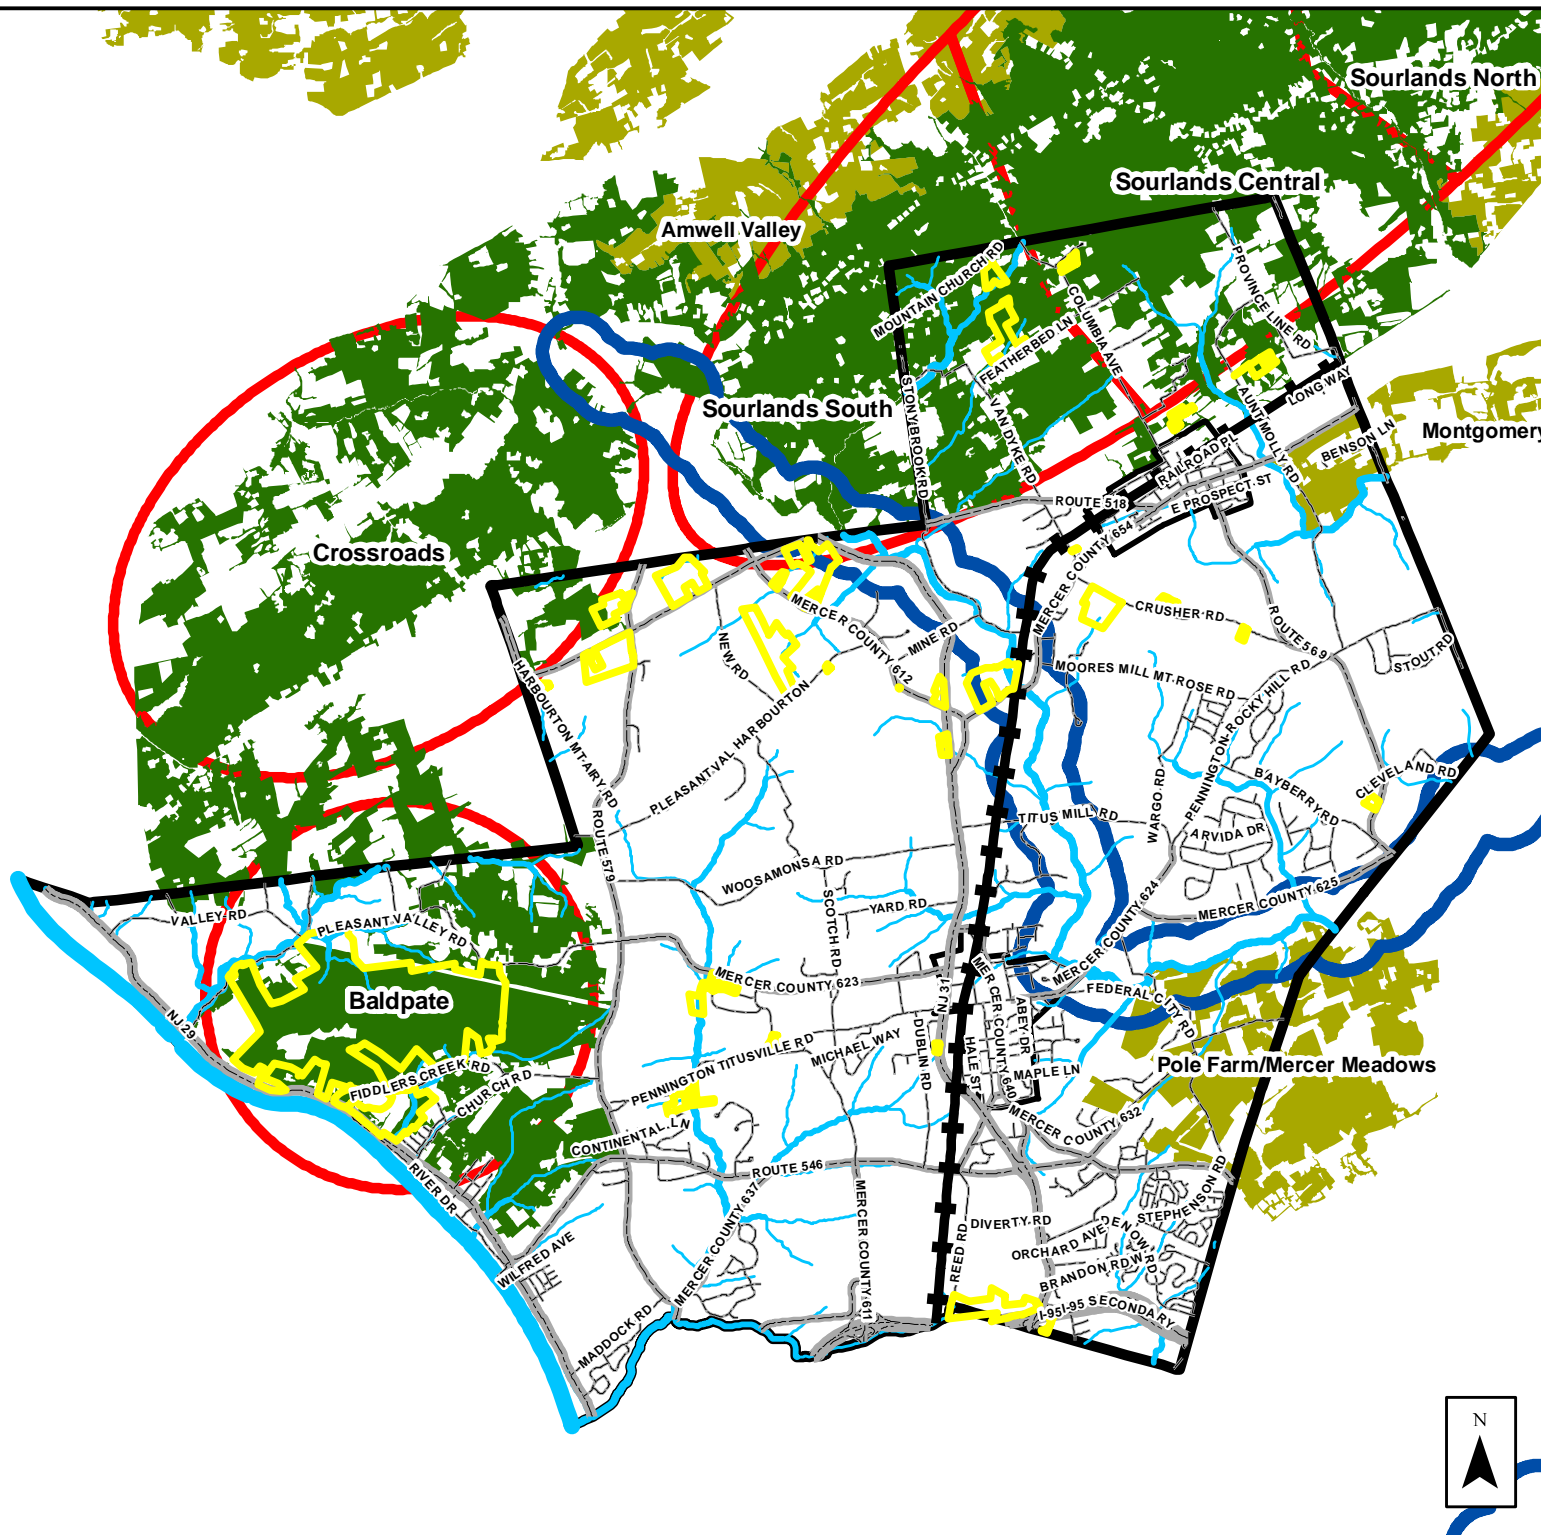 Sourlands North
Sourlands Central
Amwell Valley
MOUNTAIN CHURCH RD
PROVINCE LINE RD
COLUMBIA AVE
FEATHERBED LN
LONG WAY
STONY BROOK RD
Sourlands South
VAN DYKE RD
AUNT MOLLY RD
Montgomery
BENSON LN
RAILROAD PL
E PROSPECT ST
ROUTE 518
MERCER COUNTY 654
Crossroads
CRUSHER RD
MERCER COUNTY 612
MINE RD
NEW RD
ROUTE 569
STOUT RD
MOORES MILL MT ROSE RD
HARBOURTON MT AIRY RD
PLEASANT VAL HARBOURTON
PENNINGTON-ROCKY HILL RD
BAYBERRY RD
CLEVELAND RD
WARGO RD
TITUS MILL RD
ARVIDA DR
ROUTE 579
WOOSAMONSA RD
SCOTCH RD
YARD RD
MERCER COUNTY 625
MERCER COUNTY 624
VALLEY RD
PLEASANT VALLEY RD
MERCER COUNTY 623
NJ 31
MERCER COUNTY 640
FEDERAL CITY RD
Baldpate
NJ 29
ABEY DR
DUBLIN RD
HALE ST
MICHAEL WAY
PENNINGTON TITUSVILLE RD
MAPLE LN
Pole Farm/Mercer Meadows
FIDDLERS CREEK RD
CHURCH RD
MERCER COUNTY 632
CONTINENTAL LN
ROUTE 546
RIVER DR
MERCER COUNTY 637
MERCER COUNTY 611
STEPHENSON RD
DIVERTY RD
DENOW RD
ORCHARD AVE
REED RD
BRANDON RD W
WILFRED AVE
I-95I-95 SECONDARY
MADDOCK RD
N